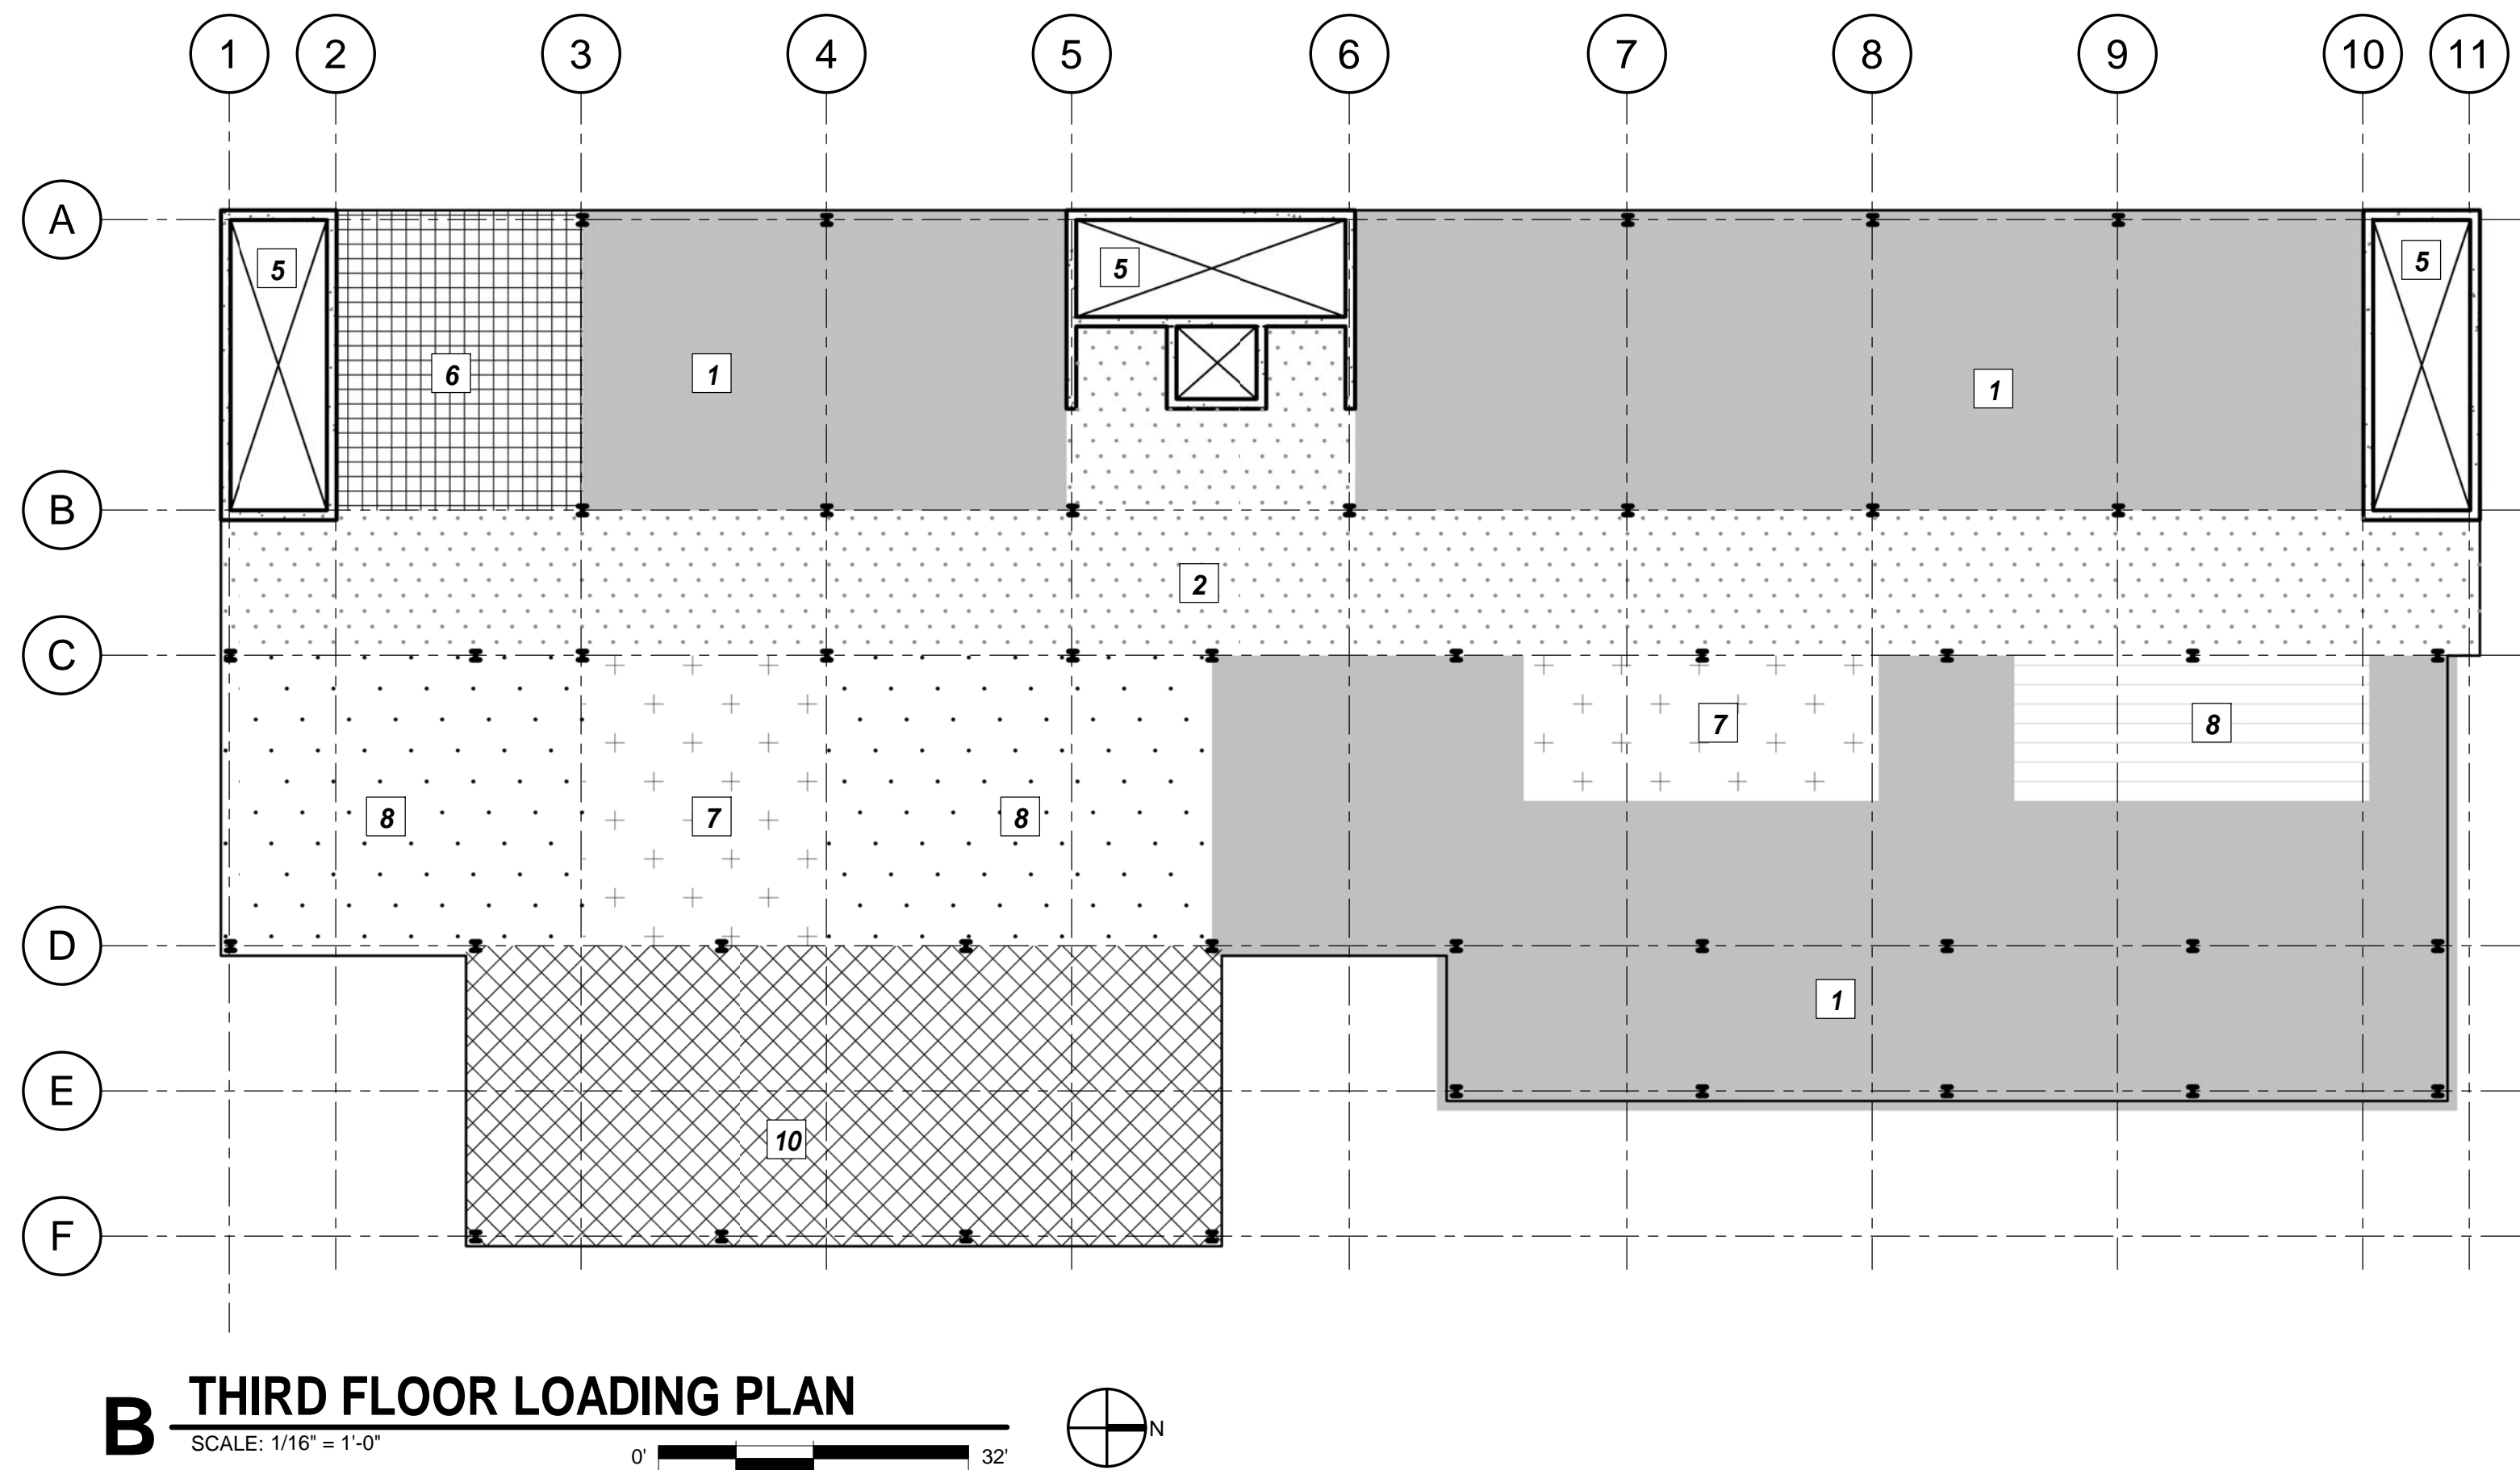 1 2 3 4 5 6 7 8 9 10 11
A
5 5 5
6 1 1
B
2
C
7 8
8 7 8
D
1
E
10
F
B THIRD FLOOR LOADING PLAN
SCALE: 1/16" = 1'-0"
N
0' 32'